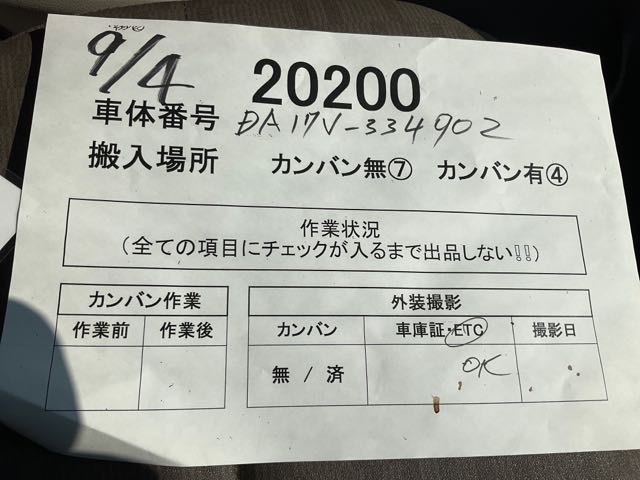 9/4
20200
車体番号 DA17V-334902
搬入場所 カンバン無⑦ カンバン有④
作業状況
(全ての項目にチェックが入るまで出品しない!!)
カンバン作業
作業前 作業後
外装撮影
カンバン 車庫証・ETC 撮影日
無 / 済 OK